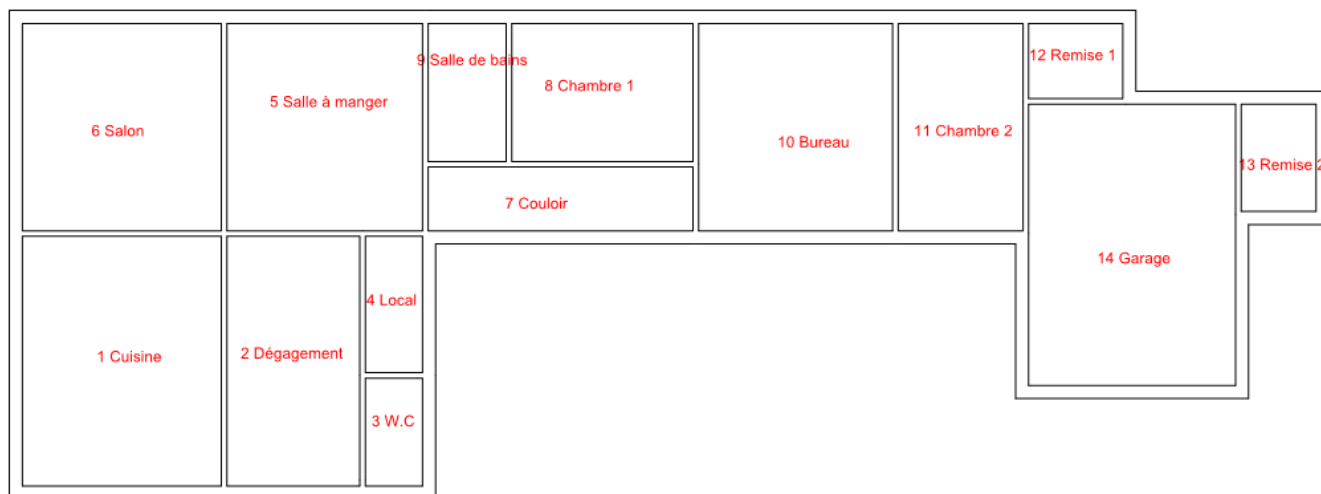 9 Salle de bains
12 Remise 1
8 Chambre 1
5 Salle à manger
6 Salon
10 Bureau
11 Chambre 2
13 Remise 2
7 Couloir
14 Garage
4 Local
1 Cuisine
2 Dégagement
3 W.C